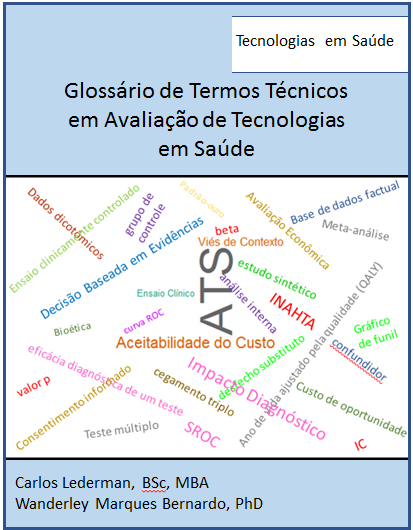 Tecnologias em Saúde
Glossário de Termos Técnicos
em Avaliação de Tecnologias
em Saúde
Dados dicotômicos
Ensaio clinicamente controlado
grupo de
controle
Padrão-ouro
Avaliação Econômica
Base de dados factual
Meta-análise
Decisão Baseada em Evidências
beta
Viés de Contexto
estudo sintético
Ensaio Clínico
ATS
análise interna
INAHTA
Bioética
curva ROC
Aceitabilidade do Custo
Gráfico
de funil
confundidor
eficácia diagnóstica de um teste
valor p
Consentimento informado
cegamento triplo
Impacto Diagnóstico
desfecho substituto
Ano de vida ajustado pela qualidade (QALY)
Custo de oportunidade
Teste múltiplo
SROC
IC
Carlos Lederman, BSc, MBA
Wanderley Marques Bernardo, PhD